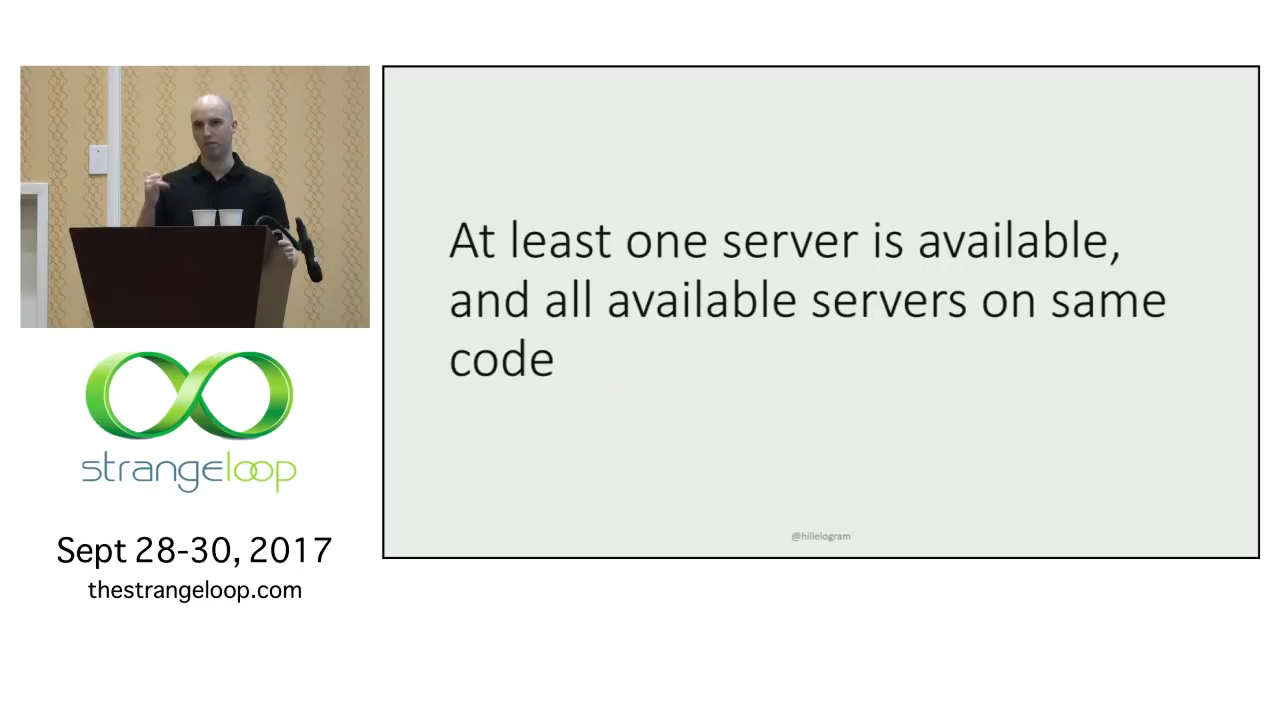 At least one server is available,
and all available servers on same
code
@hillelogram
strangeloop
Sept 28-30, 2017
thestrangeloop.com